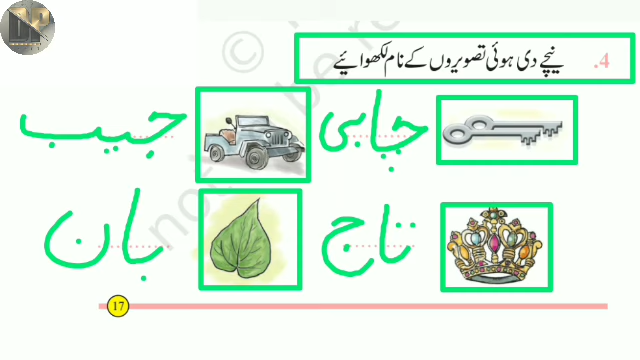 4. نیچے دی ہوئی تصویروں کے نام لکھوائیے
جابی جیب
تاج بان
17